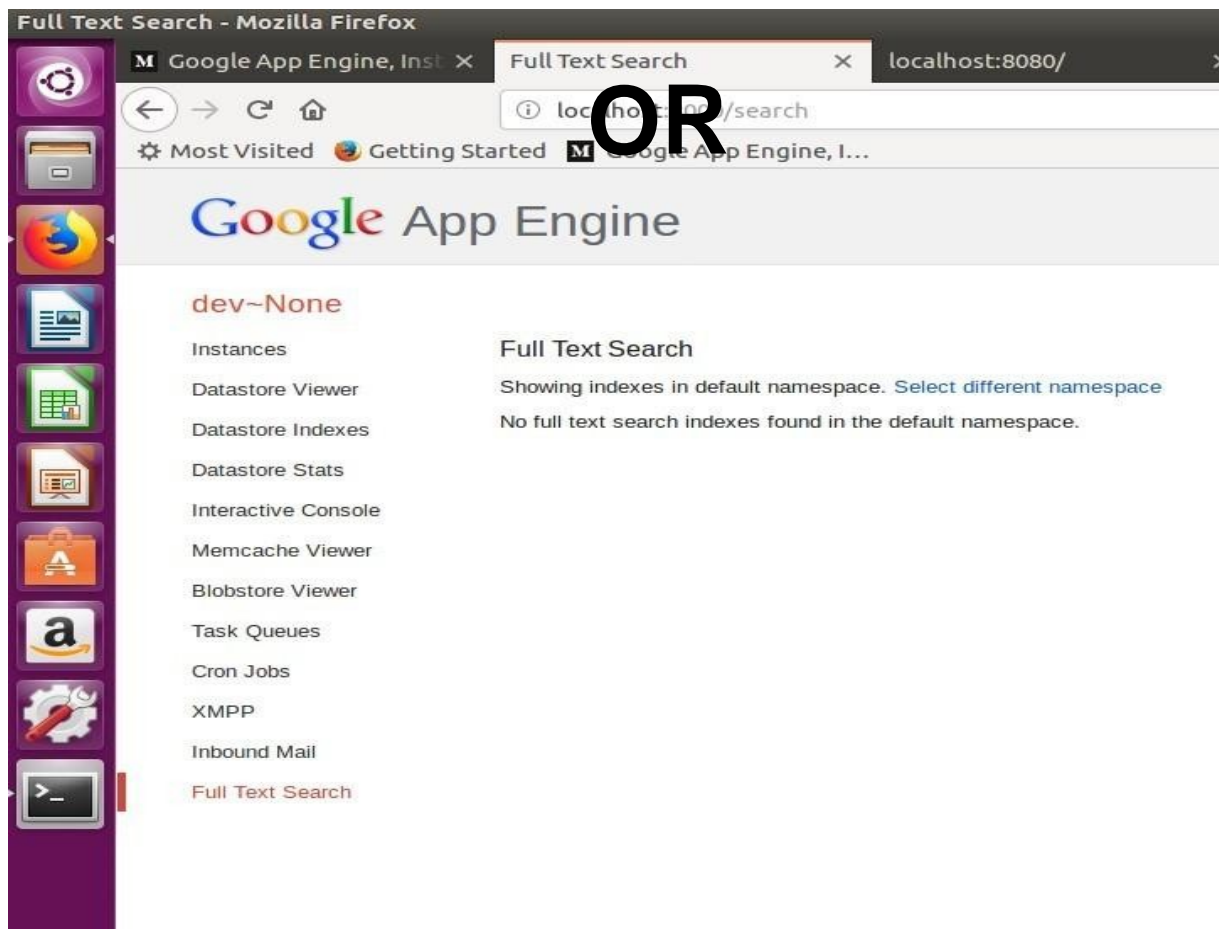 Full Text Search - Mozilla Firefox
M Google App Engine, Inst × Full Text Search × localhost:8080/
/search
OR
Most Visited Getting Started M Google App Engine, I...
Google App Engine
dev~None
Instances
Datastore Viewer
Datastore Indexes
Datastore Stats
Interactive Console
Memcache Viewer
Blobstore Viewer
Task Queues
Cron Jobs
XMPP
Inbound Mail
Full Text Search
Full Text Search
Showing indexes in default namespace. Select different namespace
No full text search indexes found in the default namespace.